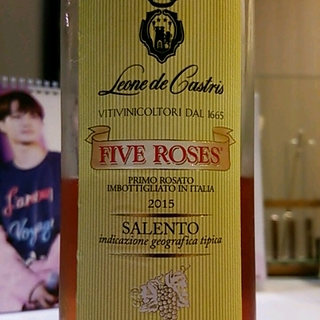 Leone de Castris
VITIVINICOLTORI DAL 1665
FIVE ROSES
PRIMO ROSATO
IMBOTTIGLIATO IN ITALIA
2015
SALENTO
indicazione geografica tipica